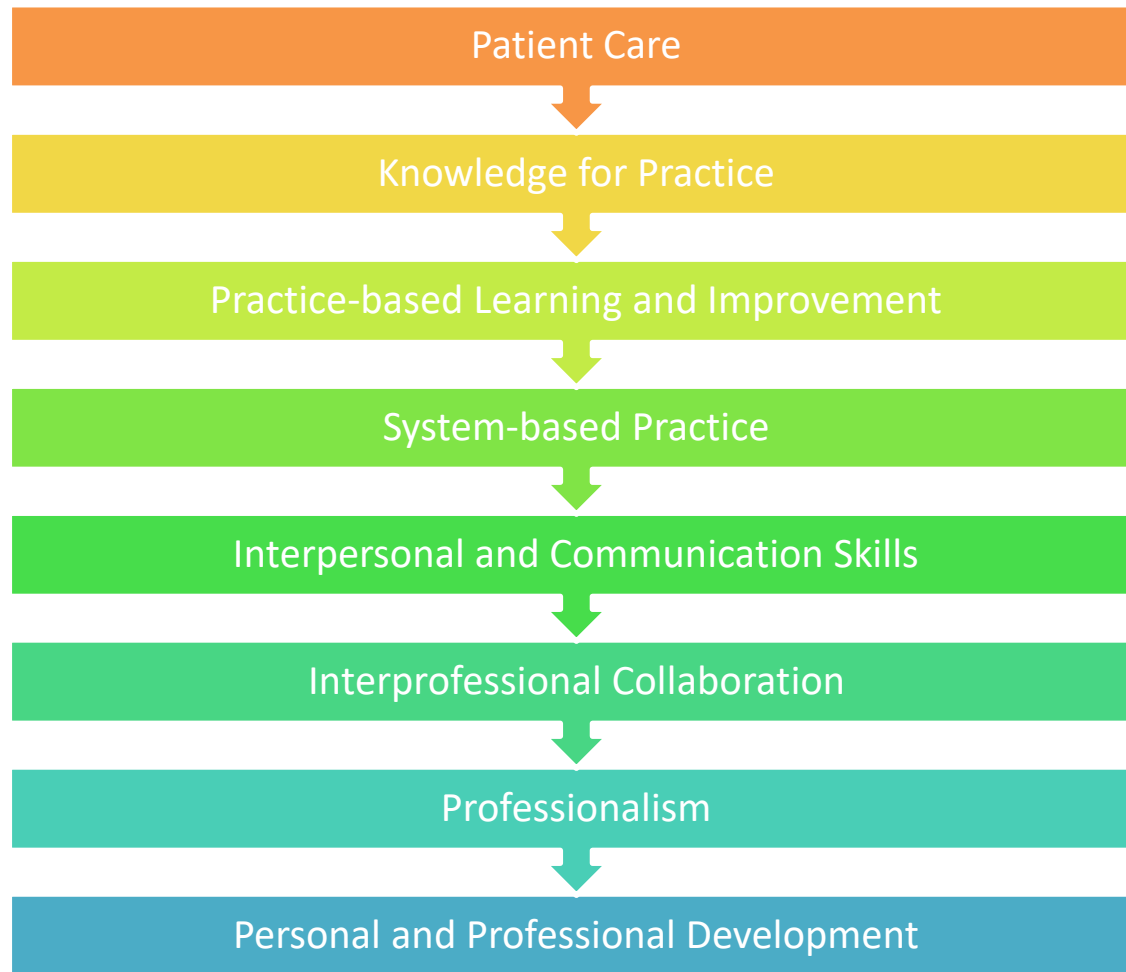 Patient Care
Knowledge for Practice
Practice-based Learning and Improvement
System-based Practice
Interpersonal and Communication Skills
Interprofessional Collaboration
Professionalism
Personal and Professional Development